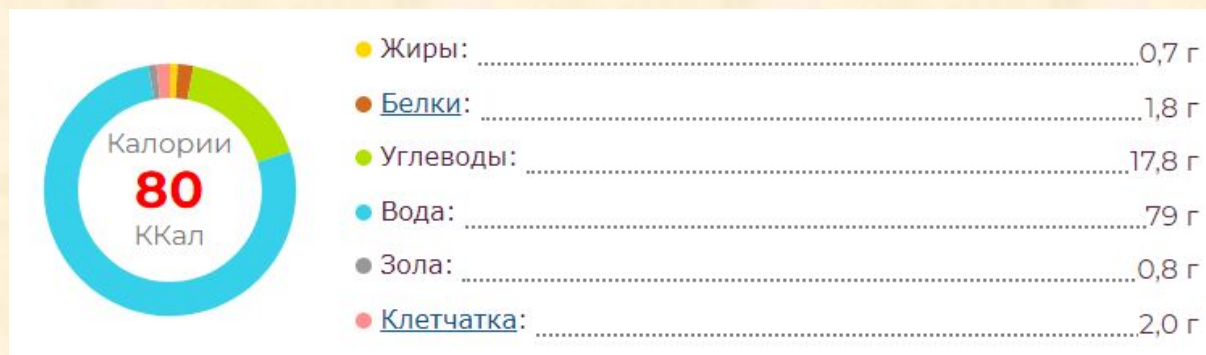 Калории
80
ККал
Жиры: 0,7 г
Белки: 1,8 г
Углеводы: 17,8 г
Вода: 79 г
Зола: 0,8 г
Клетчатка: 2,0 г